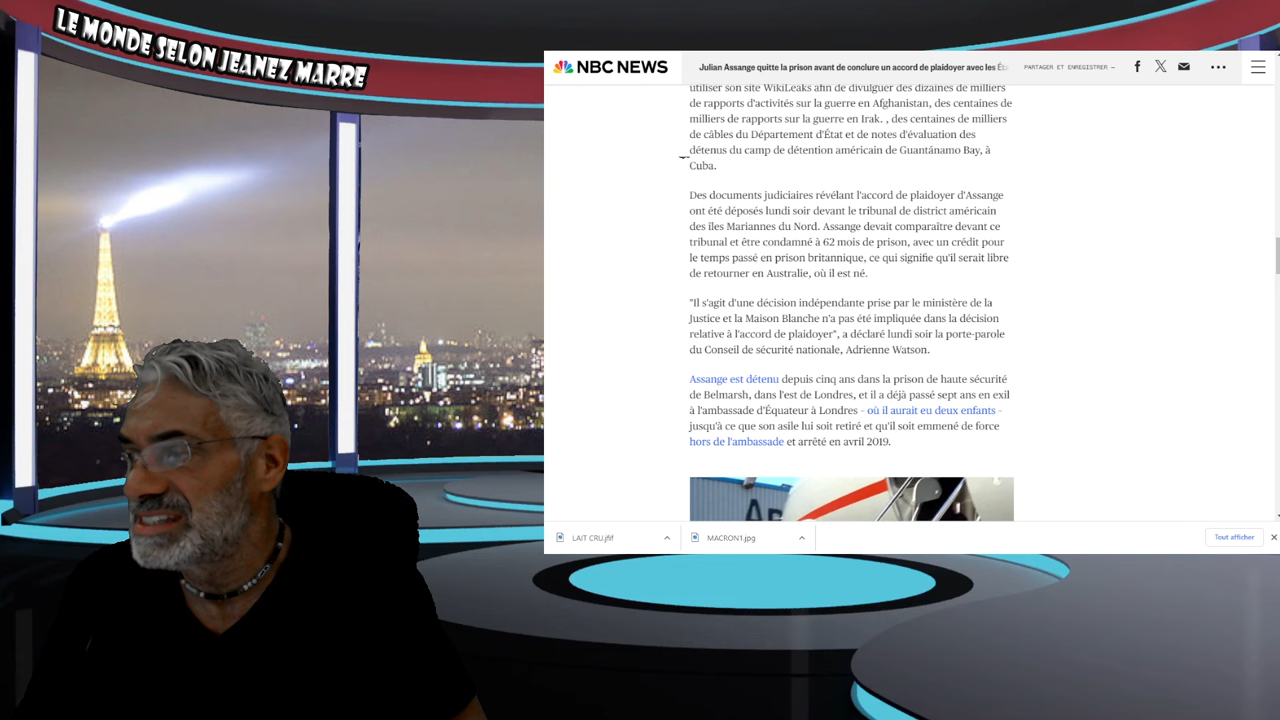 LE MONDE SELON JEANEZ MARRE
NBC NEWS
Julian Assange quitte la prison avant de conclure un accord de plaidoyer avec les
PARTAGER ET ENREGISTRER —
utiliser son site WikiLeaks afin de divulguer des dizaines de milliers
de rapports d'activités sur la guerre en Afghanistan, des centaines de
milliers de rapports sur la guerre en Irak. , des centaines de milliers
de câbles du Département d'État et de notes d'évaluation des
détenus du camp de détention américain de Guantánamo Bay, à
Cuba.
Des documents judiciaires révélant l'accord de plaidoyer d'Assange
ont été déposés lundi soir devant le tribunal de district américain
des îles Mariannes du Nord. Assange devait comparaître devant ce
tribunal et être condamné à 62 mois de prison, avec un crédit pour
le temps passé en prison britannique, ce qui signifie qu'il serait libre
de retourner en Australie, où il est né.
"Il s'agit d'une décision indépendante prise par le ministère de la
Justice et la Maison Blanche n'a pas été impliquée dans la décision
relative à l'accord de plaidoyer", a déclaré lundi soir la porte-parole
du Conseil de sécurité nationale, Adrienne Watson.
Assange est détenu depuis cinq ans dans la prison de haute sécurité
de Belmarsh, dans l'est de Londres, et il a déjà passé sept ans en exil
à l'ambassade d'Équateur à Londres - où il aurait eu deux enfants -
jusqu'à ce que son asile lui soit retiré et qu'il soit emmené de force
hors de l'ambassade et arrêté en avril 2019.
LAIT CRU.jfif
MACRON1.jpg
Tout afficher